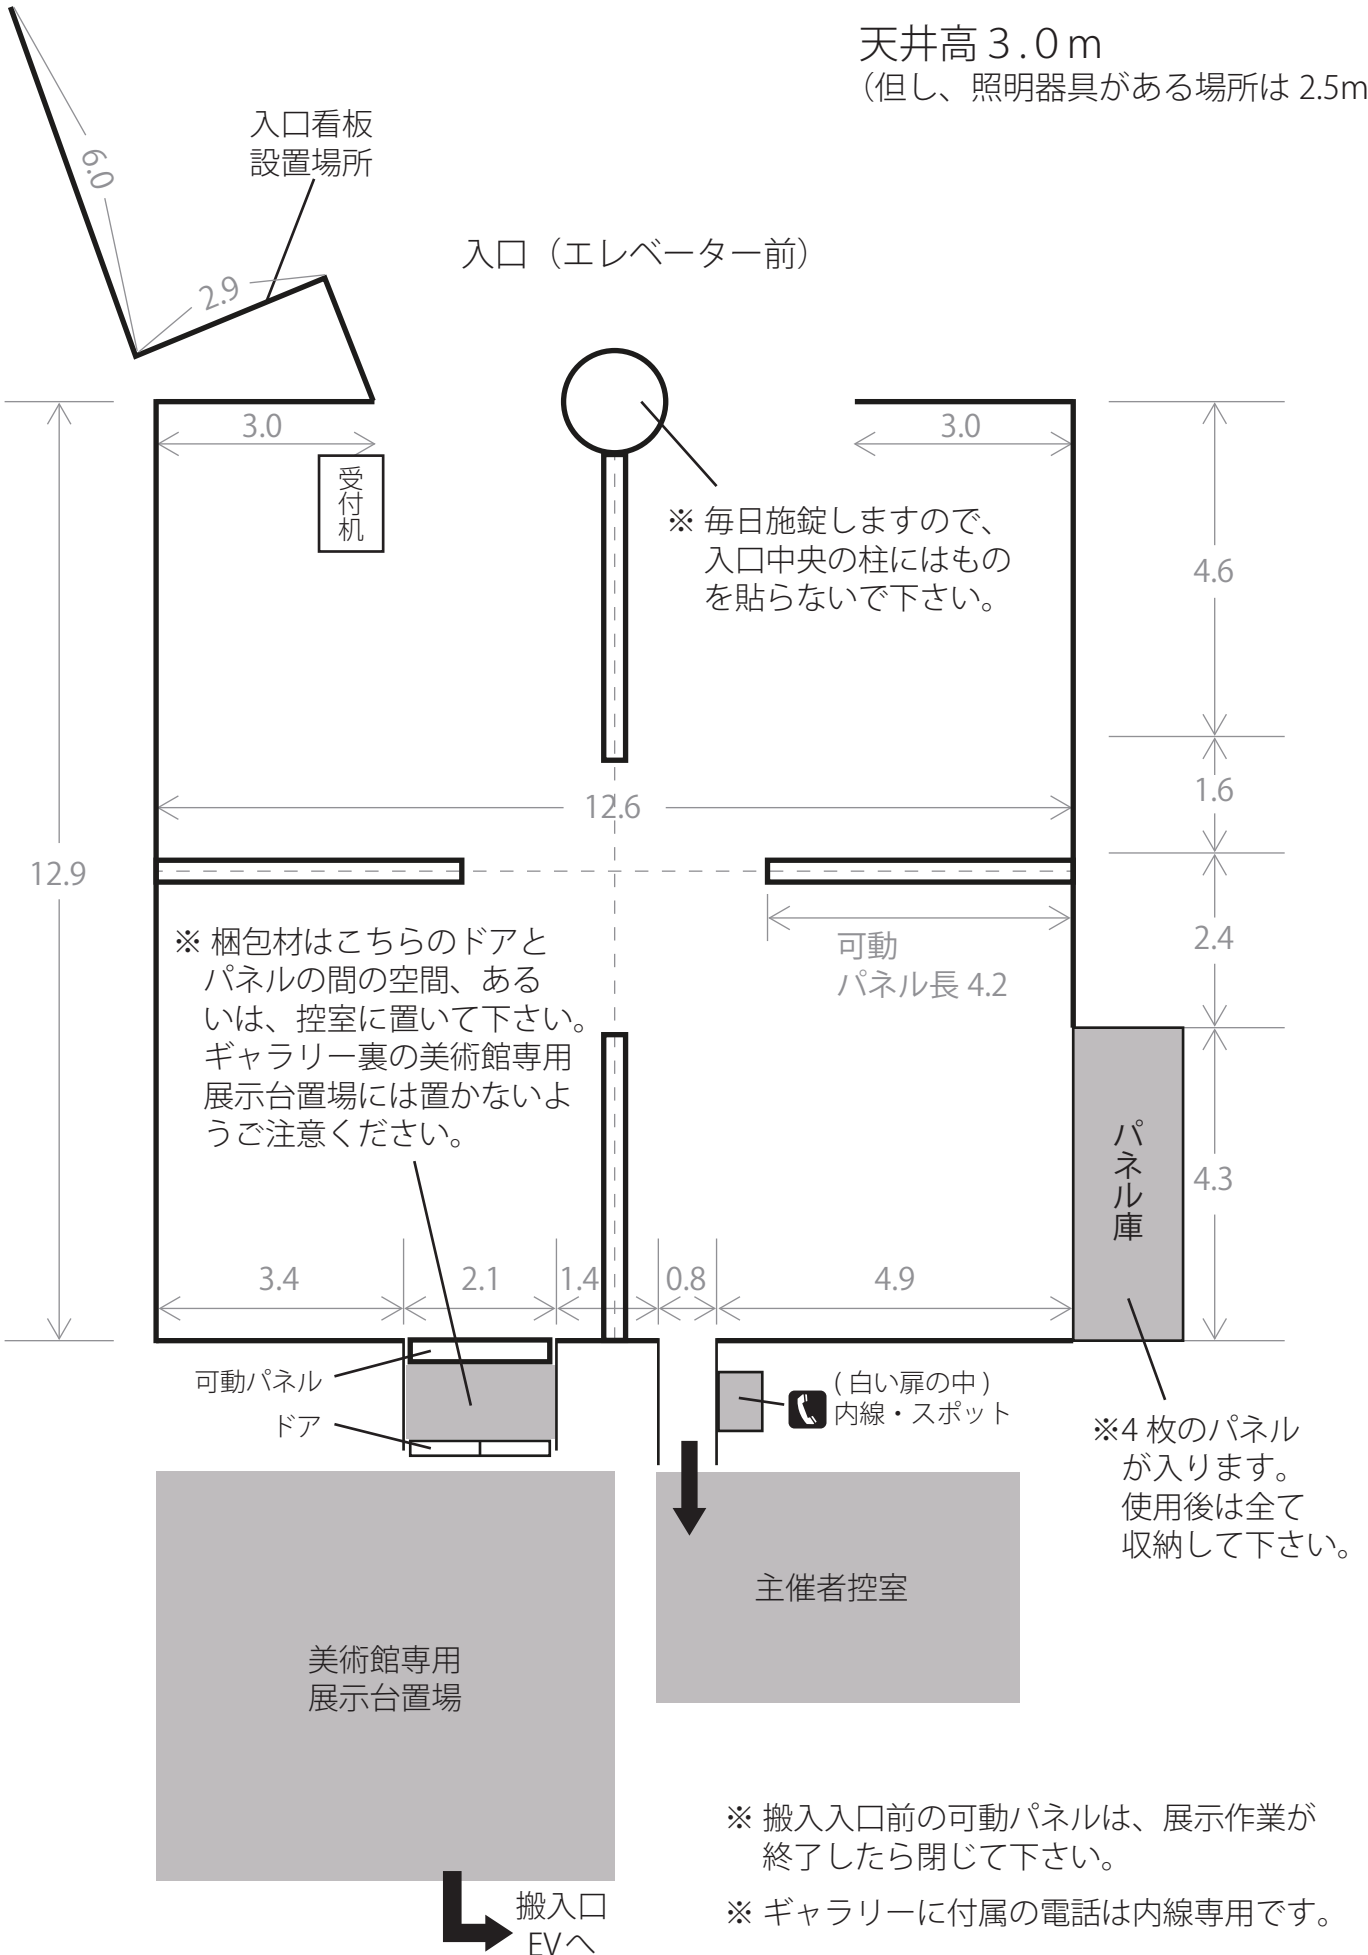 天井高３.０m
（但し、照明器具がある場所は 2.5m
入口看板
設置場所
6.0
2.9
入口（エレベーター前）
3.0
3.0
受付机
※ 毎日施錠しますので、
入口中央の柱にはもの
を貼らないで下さい。
4.6
1.6
12.6
12.9
2.4
可動
パネル長 4.2
※ 梱包材はこちらのドアと
パネルの間の空間、ある
いは、控室に置いて下さい。
ギャラリー裏の美術館専用
展示台置場には置かないよ
うご注意ください。
パネル庫
4.3
3.4
2.1
1.4
0.8
4.9
可動パネル
ドア
( 白い扉の中 )
内線・スポット
※4 枚のパネル
が入ります。
使用後は全て
収納して下さい。
主催者控室
美術館専用
展示台置場
※ 搬入入口前の可動パネルは、展示作業が
終了したら閉じて下さい。
※ ギャラリーに付属の電話は内線専用です。
搬入口
EVへ